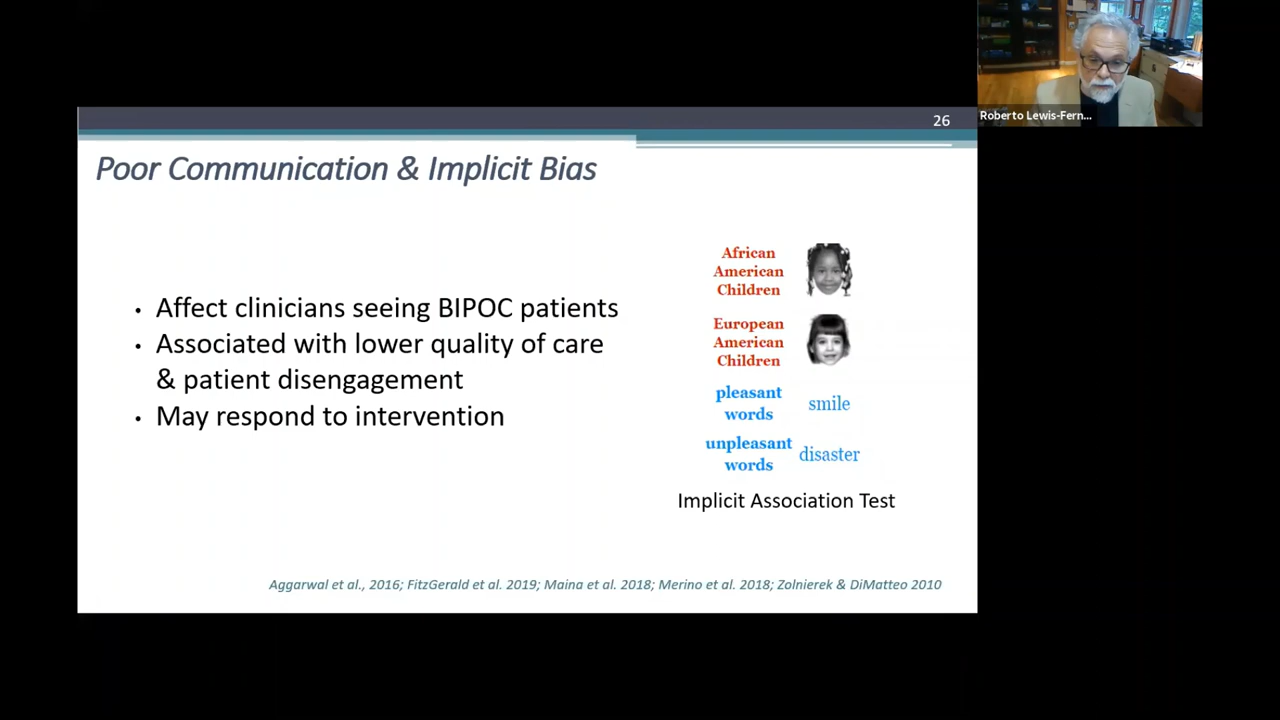 26
Roberto Lewis-Fern...
Poor Communication & Implicit Bias
• Affect clinicians seeing BIPOC patients
• Associated with lower quality of care
& patient disengagement
• May respond to intervention
African
American
Children
European
American
Children
pleasant
words
smile
unpleasant
words
disaster
Implicit Association Test
Aggarwal et al., 2016; FitzGerald et al. 2019; Maina et al. 2018; Merino et al. 2018; Zolnierek & DiMatteo 2010